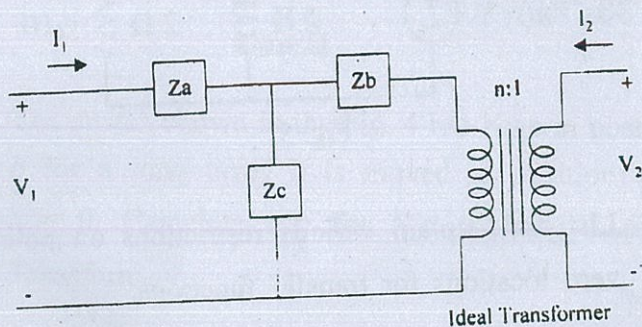 I₁
I₂
Za
Zb
n:1
+
+
+
V₁
Zc
V₂
-
-
Ideal Transformer